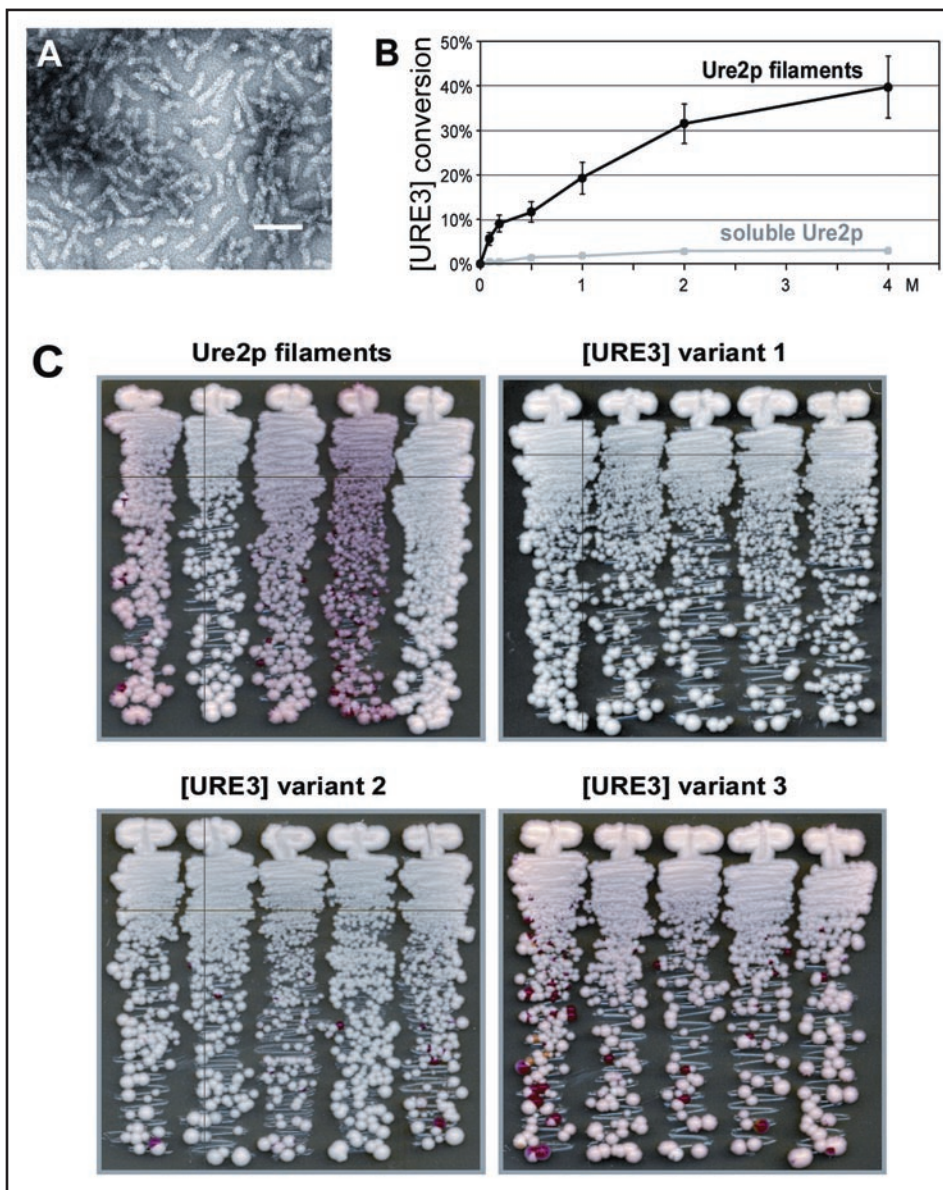 A
B
50%
40%
30%
20%
10%
0%
[URE3] conversion
Ure2p filaments
soluble Ure2p
0 1 2 3 4 M
C
Ure2p filaments
[URE3] variant 1
[URE3] variant 2
[URE3] variant 3